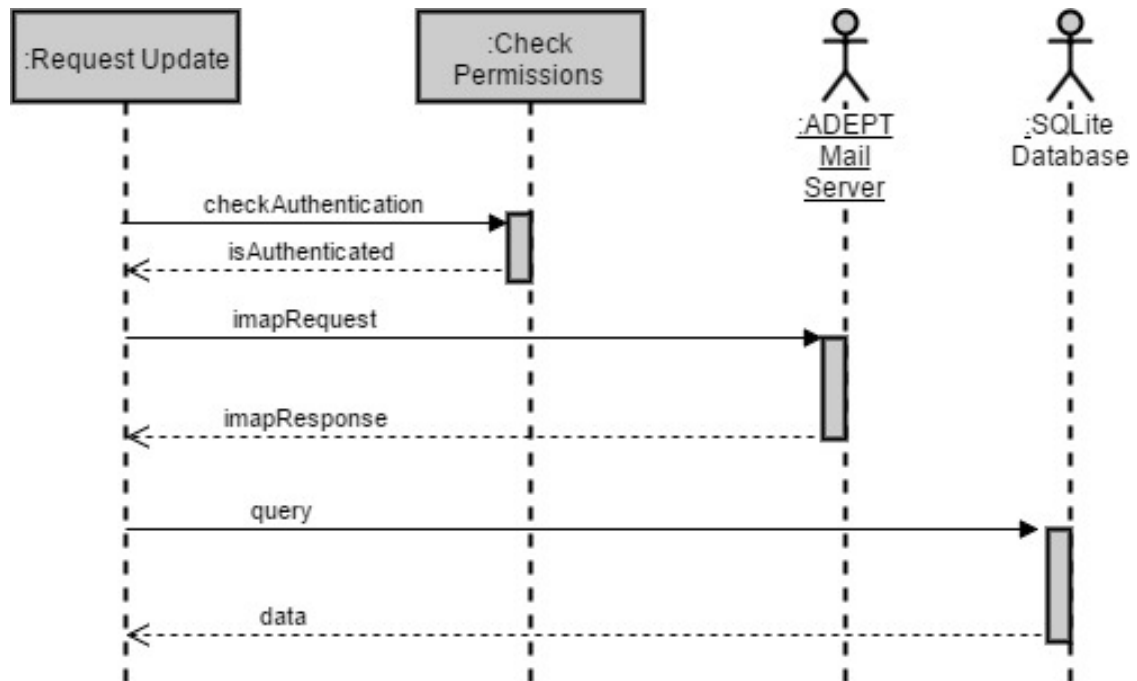 :Request Update
:Check
Permissions
:ADEPT
Mail
Server
:SQLite
Database
checkAuthentication
isAuthenticated
imapRequest
imapResponse
query
data